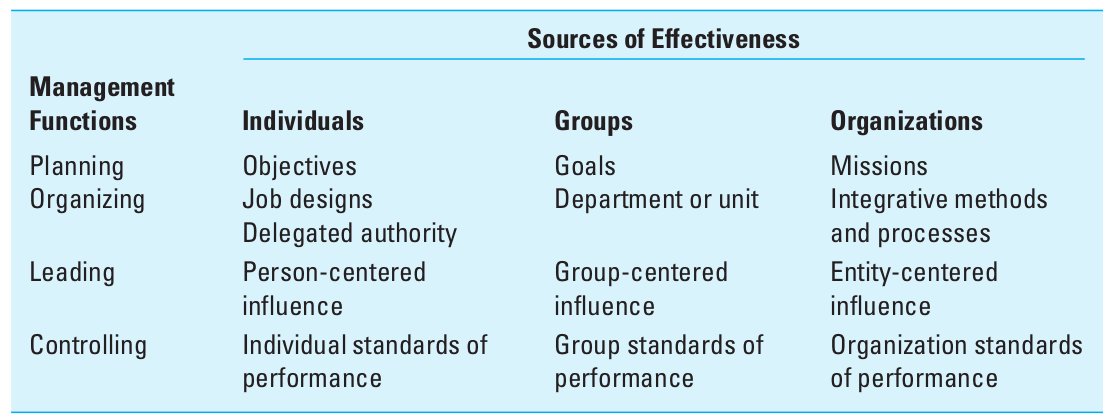 Sources of Effectiveness
Management
Functions Individuals Groups Organizations
Planning Objectives Goals Missions
Organizing Job designs Department or unit Integrative methods
Delegated authority and processes
Leading Person-centered Group-centered Entity-centered
influence influence influence
Controlling Individual standards of Group standards of Organization standards
performance performance of performance